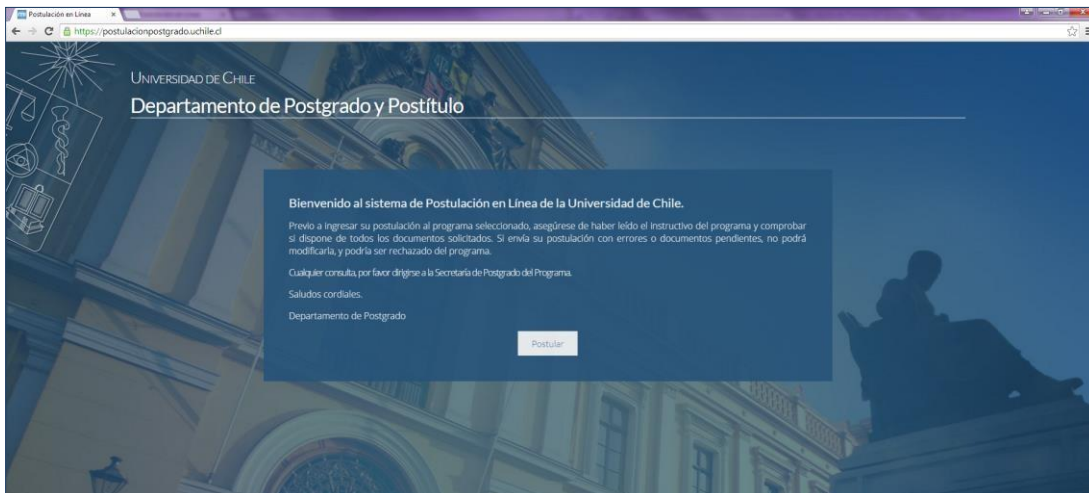 Postulación en Línea
https://postulacionpostgrado.uchile.cl
UNIVERSIDAD DE CHILE
Departamento de Postgrado y Postítulo
Bienvenido al sistema de Postulación en Línea de la Universidad de Chile.
Previo a ingresar su postulación al programa seleccionado, asegúrese de haber leído el instructivo del programa y comprobar
si dispone de todos los documentos solicitados. Si envía su postulación con errores o documentos pendientes, no podrá
modificarla, y podría ser rechazado del programa.
Cualquier consulta, por favor dirigirse a la Secretaría de Postgrado del Programa.
Saludos cordiales.
Departamento de Postgrado
Postular